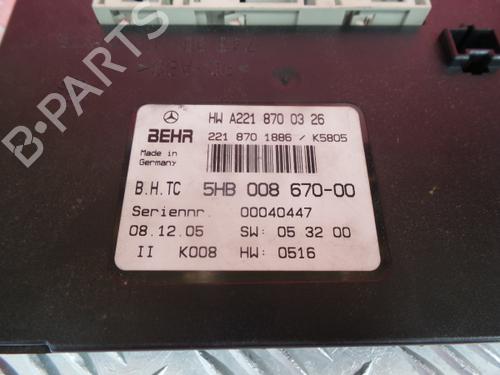 HW A221 870 03 26
BEHR 221 870 1886 / K5805
Made in
Germany
B.H.TC 5HB 008 670-00
Seriennr. 00040447
08.12.05 SW: 05 32 00
II K008 HW: 0516
B-PARTS